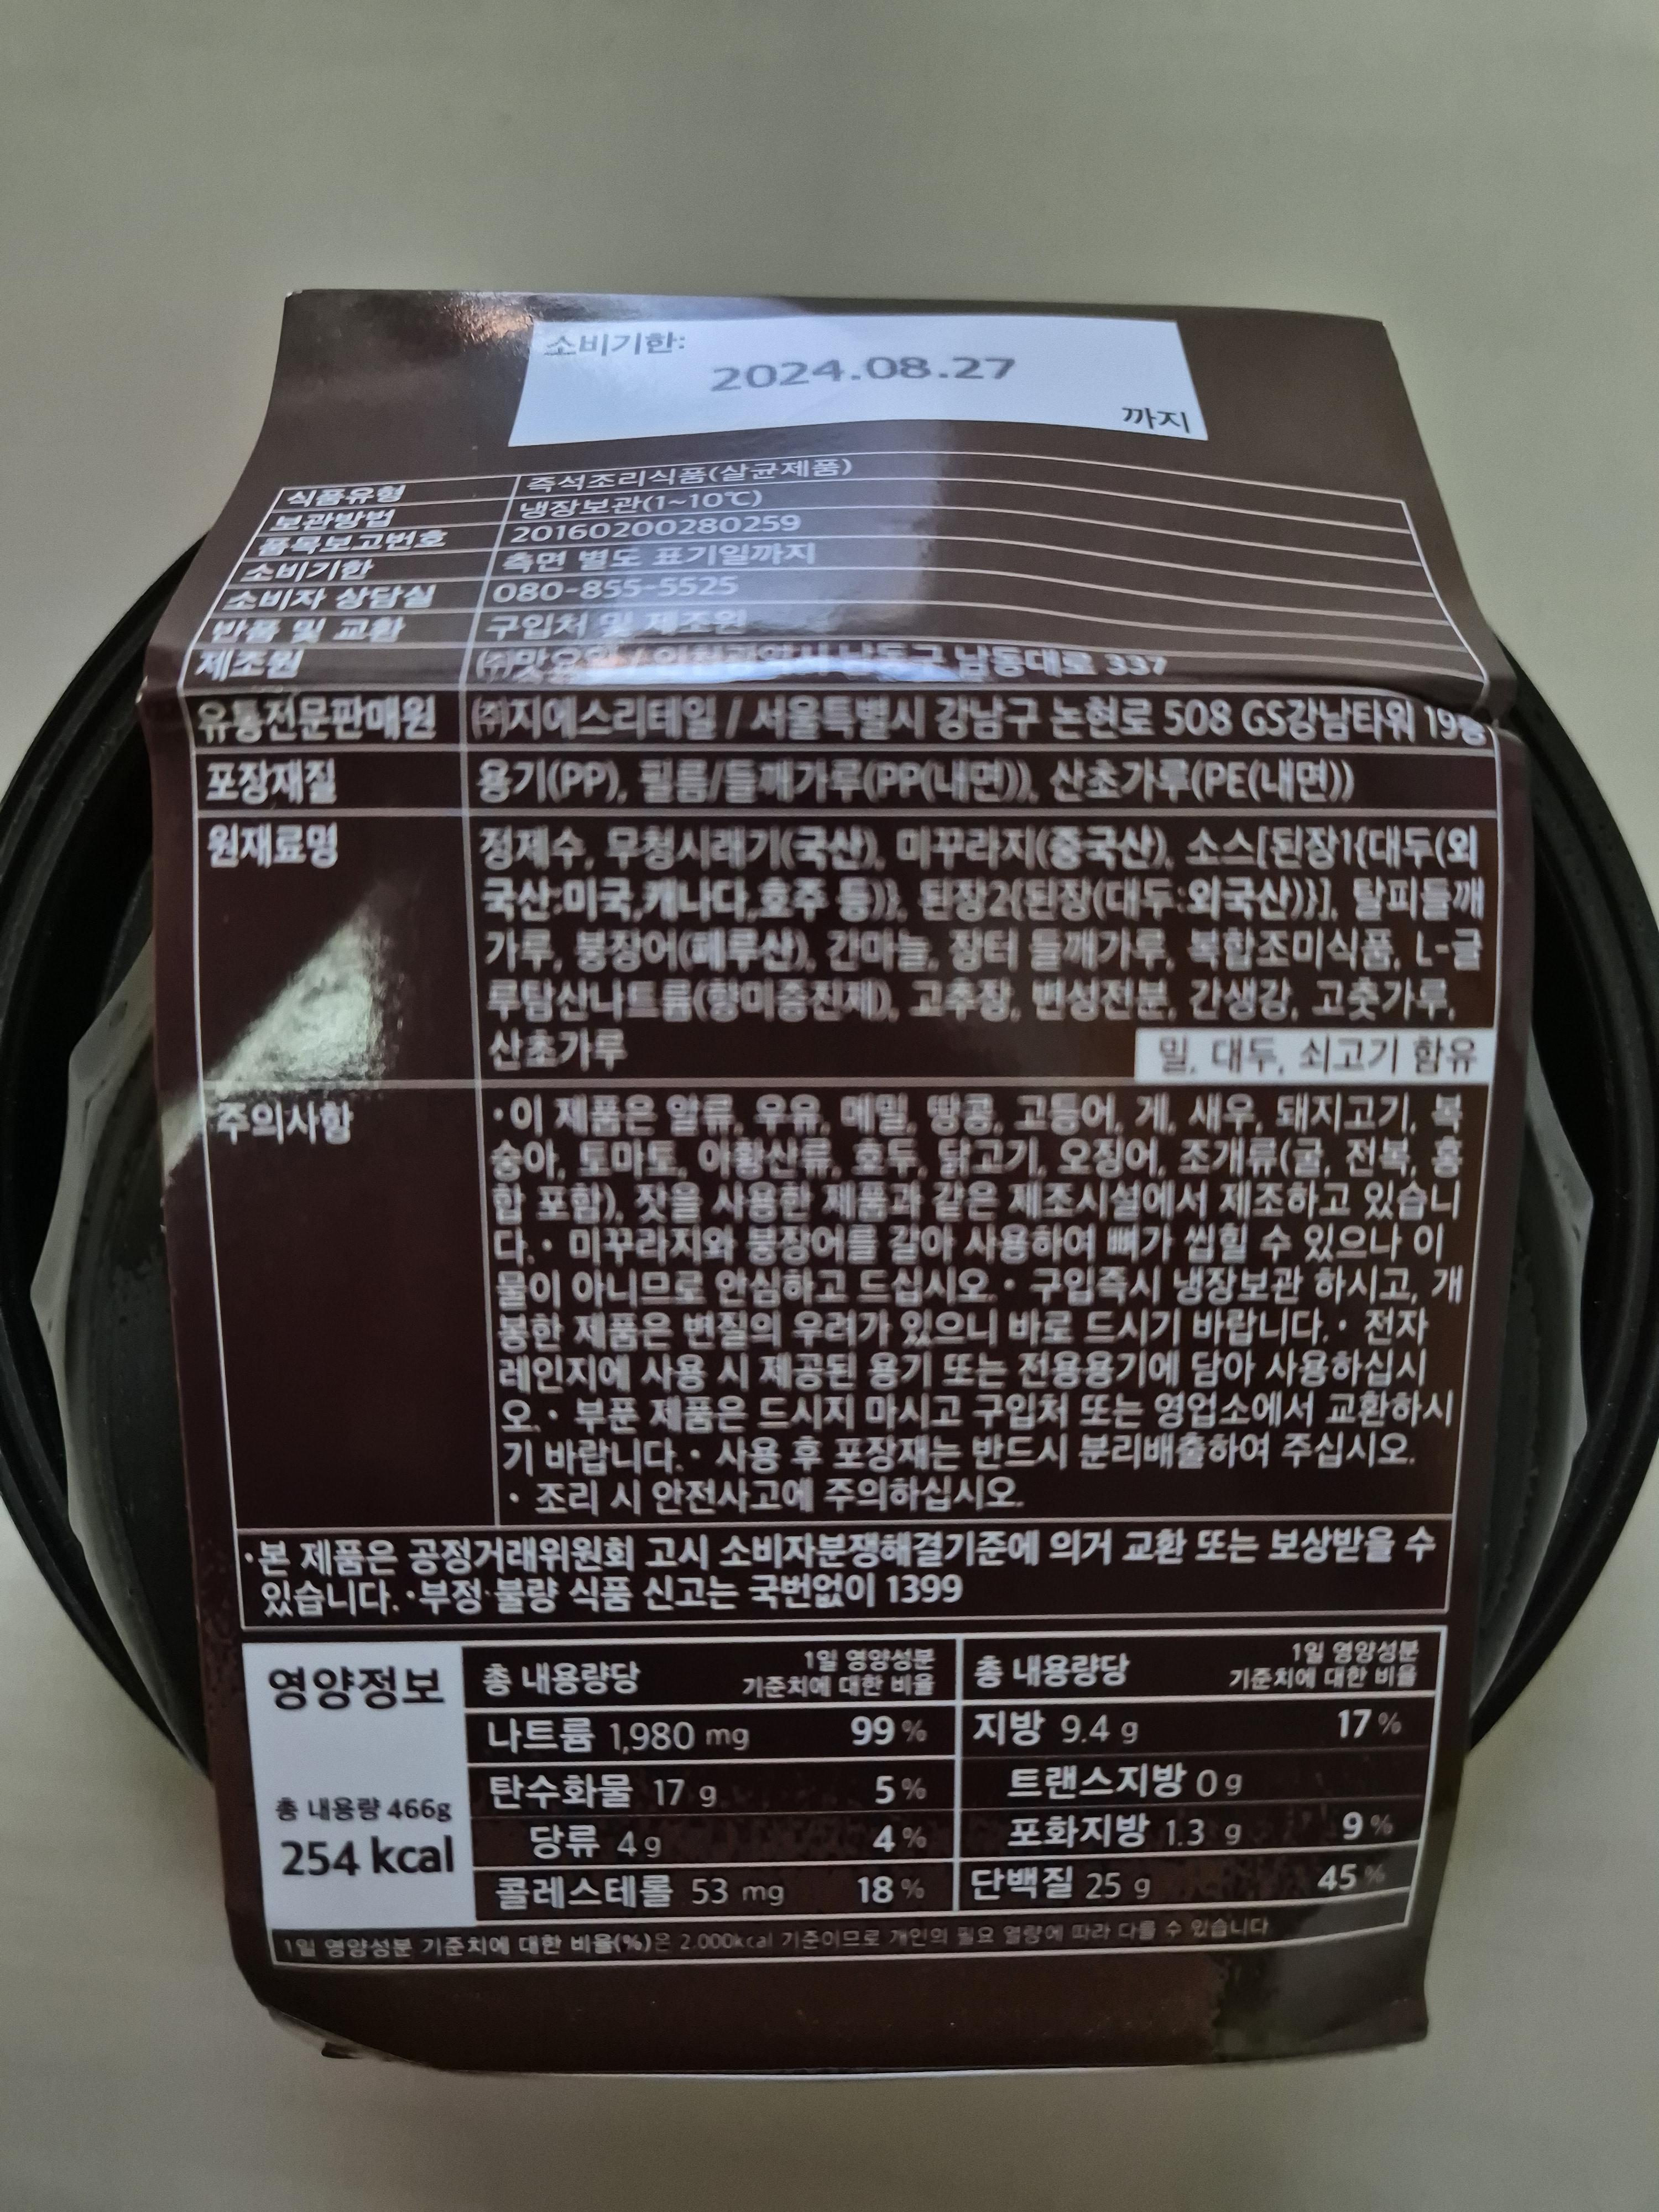 소비기한:
2024.08.27
까지
식품유형 즉석조리식품(살균제품)
보관방법 냉장보관(1~10℃)
품목보고번호 20160200280259
소비기한 측면 별도 표기일까지
소비자 상담실 080-855-5525
반품 및 교환 구입처 및 제조원
제조원 ㈜맛요일 / 인천광역시 남동구 남동대로 337
유통전문판매원 ㈜지에스리테일 / 서울특별시 강남구 논현로 508 GS강남타워 19층
포장재질 용기(PP), 필름/들깨가루(PP(내면)), 산초가루(PE(내면))
원재료명 정제수, 무청시래기(국산), 미꾸라지(중국산), 소스[된장1{대두(외
국산:미국,캐나다,호주 등)}, 된장2{된장(대두:외국산)}], 탈피들깨
가루, 붕장어(페루산), 간마늘, 장터 들깨가루, 복합조미식품, L-글
루탐산나트륨(향미증진제), 고추장, 변성전분, 간생강, 고춧가루,
산초가루
밀, 대두, 쇠고기 함유
주의사항 •이 제품은 알류, 우유, 메밀, 땅콩, 고등어, 게, 새우, 돼지고기, 복
숭아, 토마토, 아황산류, 호두, 닭고기, 오징어, 조개류(굴, 전복, 홍
합 포함), 잣을 사용한 제품과 같은 제조시설에서 제조하고 있습니
다.• 미꾸라지와 붕장어를 갈아 사용하여 뼈가 씹힐 수 있으나 이
물이 아니므로 안심하고 드십시오.• 구입즉시 냉장보관 하시고, 개
봉한 제품은 변질의 우려가 있으니 바로 드시기 바랍니다.• 전자
레인지에 사용 시 제공된 용기 또는 전용용기에 담아 사용하십시
오.• 부푼 제품은 드시지 마시고 구입처 또는 영업소에서 교환하시
기 바랍니다.• 사용 후 포장재는 반드시 분리배출하여 주십시오.
• 조리 시 안전사고에 주의하십시오.
•본 제품은 공정거래위원회 고시 소비자분쟁해결기준에 의거 교환 또는 보상받을 수
있습니다.•부정·불량 식품 신고는 국번없이 1399
영양정보
총 내용량 466g
254 kcal
총 내용량당 1일 영양성분
기준치에 대한 비율
나트륨 1,980 mg 99 %
탄수화물 17 g 5 %
당류 4 g 4 %
콜레스테롤 53 mg 18 %
총 내용량당 1일 영양성분
기준치에 대한 비율
지방 9.4 g 17 %
트랜스지방 0 g
포화지방 1.3 g 9 %
단백질 25 g 45 %
1일 영양성분 기준치에 대한 비율(%)은 2,000kcal 기준이므로 개인의 필요 열량에 따라 다를 수 있습니다